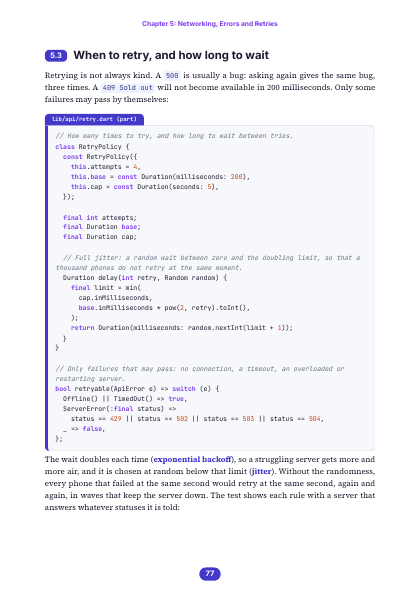 Chapter 5: Networking, Errors and Retries
5.3 When to retry, and how long to wait
Retrying is not always kind. A 500 is usually a bug: asking again gives the same bug,
three times. A 409 Sold out will not become available in 200 milliseconds. Only some
failures may pass by themselves:
lib/api/retry.dart (part)
// How many times to try, and how long to wait between tries.
class RetryPolicy {
  const RetryPolicy({
    this.attempts = 4,
    this.base = const Duration(milliseconds: 200),
    this.cap = const Duration(seconds: 5),
  });
  final int attempts;
  final Duration base;
  final Duration cap;
  // Full jitter: a random wait between zero and the doubling limit, so that a
thousand phones do not retry at the same moment.
  Duration delay(int retry, Random random) {
    final limit = min(
      cap.inMilliseconds,
      base.inMilliseconds * pow(2, retry).toInt(),
    );
    return Duration(milliseconds: random.nextInt(limit + 1));
  }
}
// Only failures that may pass: no connection, a timeout, an overloaded or
restarting server.
bool retryable(ApiError e) => switch (e) {
  Offline() || TimedOut() => true,
  ServerError(:final status) =>
    status == 429 || status == 502 || status == 503 || status == 504,
  _ => false,
};
The wait doubles each time (exponential backoff), so a struggling server gets more and
more air, and it is chosen at random below that limit (jitter). Without the randomness,
every phone that failed at the same second would retry at the same second, again and
again, in waves that keep the server down. The test shows each rule with a server that
answers whatever statuses it is told:
77